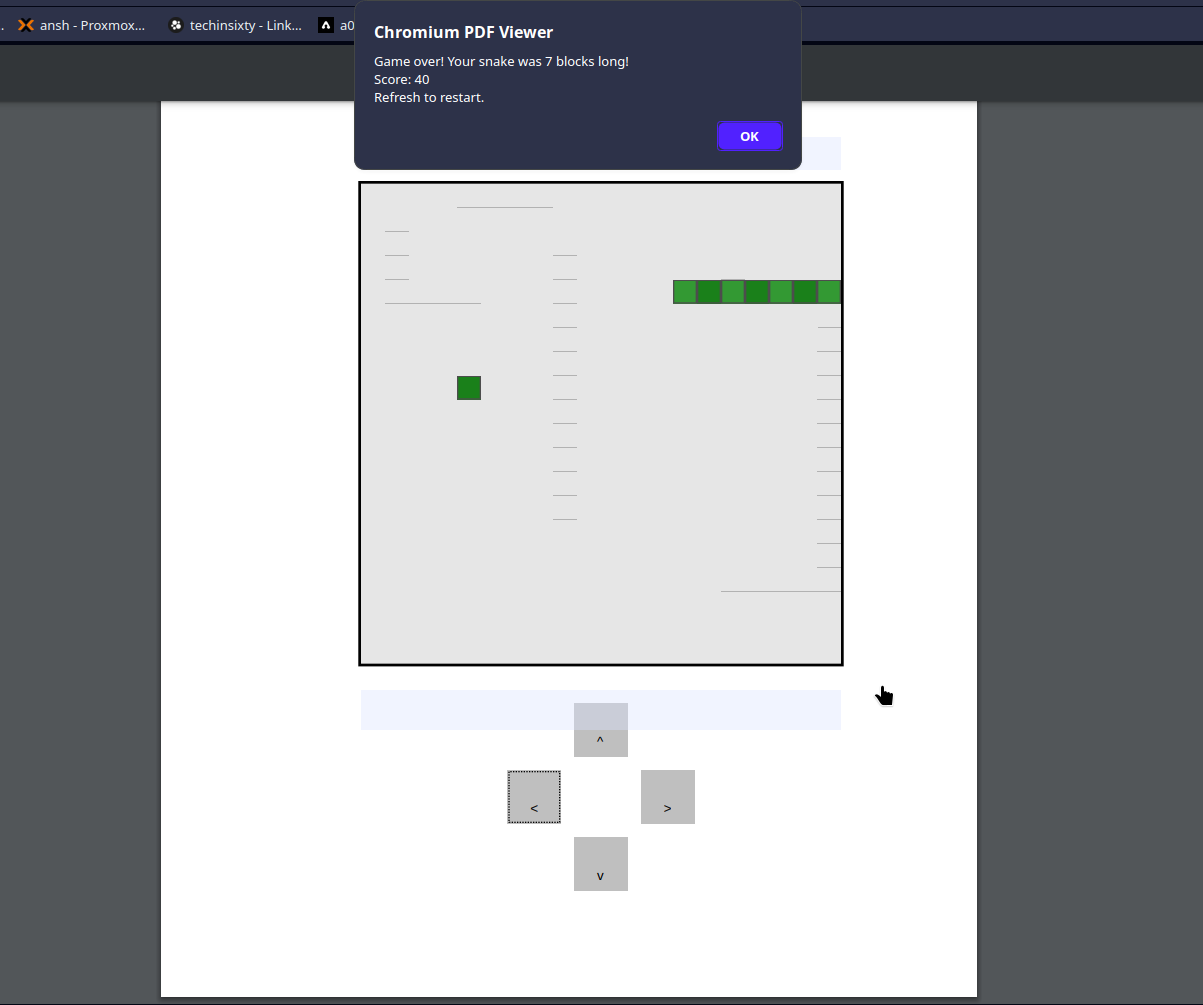 ansh - Proxmox...
techinsixty - Link...
a0
Chromium PDF Viewer
Game over! Your snake was 7 blocks long!
Score: 40
Refresh to restart.
OK
^
<
>
v